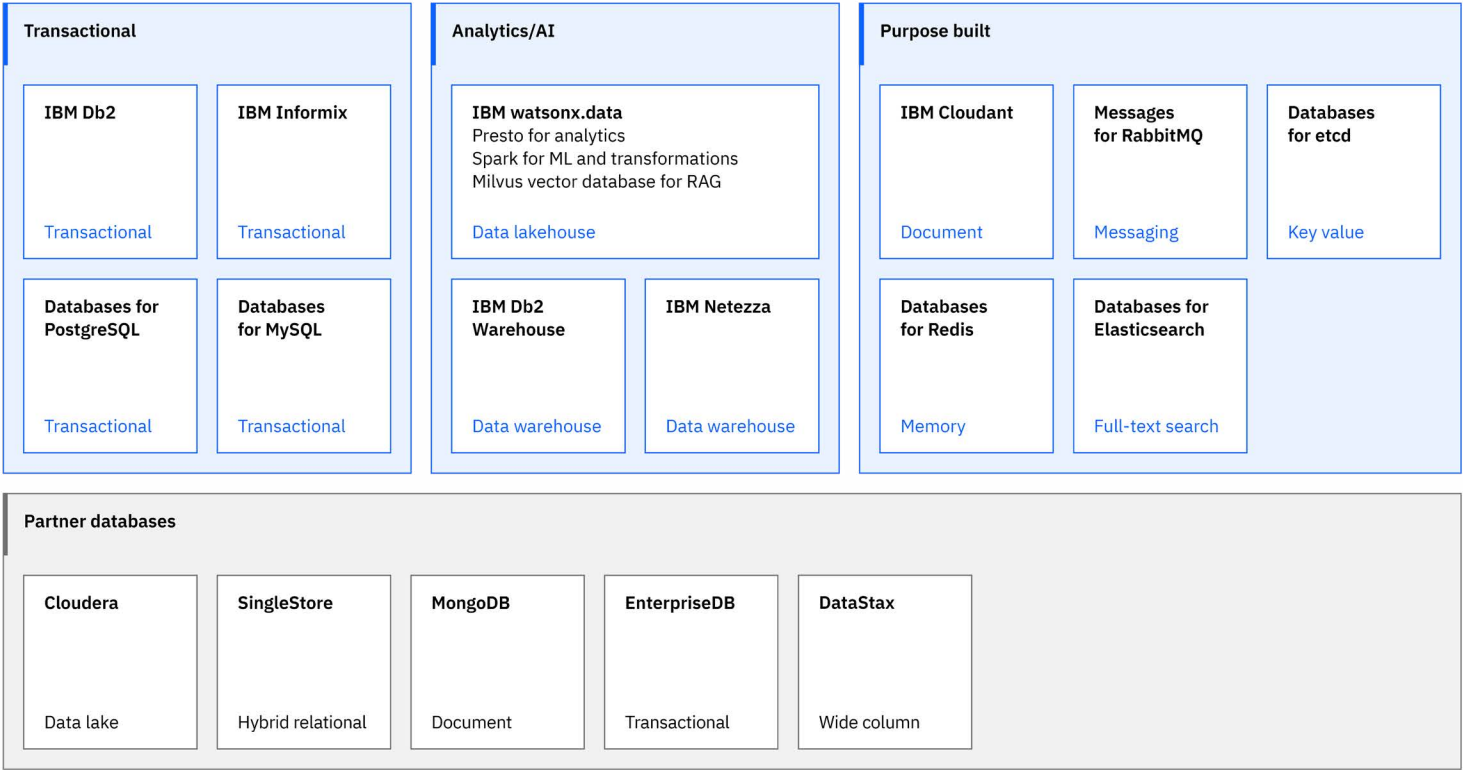 Transactional
IBM Db2
Transactional
IBM Informix
Transactional
Databases for
PostgreSQL
Transactional
Databases
for MySQL
Transactional
Analytics/AI
IBM watsonx.data
Presto for analytics
Spark for ML and transformations
Milvus vector database for RAG
Data lakehouse
IBM Db2
Warehouse
Data warehouse
IBM Netezza
Data warehouse
Purpose built
IBM Cloudant
Document
Messages
for RabbitMQ
Messaging
Databases
for etcd
Key value
Databases
for Redis
Memory
Databases for
Elasticsearch
Full-text search
Partner databases
Cloudera
Data lake
SingleStore
Hybrid relational
MongoDB
Document
EnterpriseDB
Transactional
DataStax
Wide column